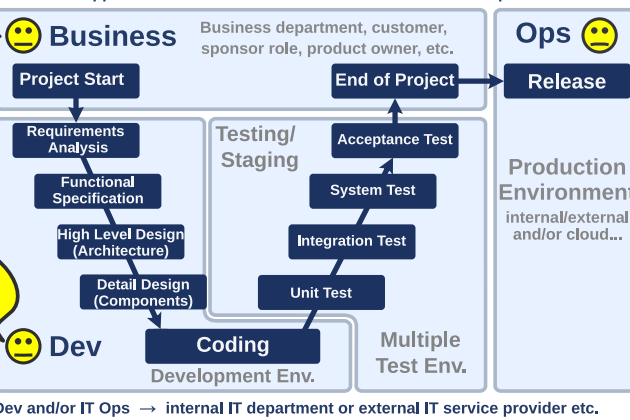 Business
Business department, customer,
sponsor role, product owner, etc.
Ops
Project Start
End of Project
Release
Requirements
Analysis
Testing/
Staging
Acceptance Test
Functional
Specification
System Test
Production
Environment
internal/external
and/or cloud...
High Level Design
(Architecture)
Integration Test
Detail Design
(Components)
Unit Test
Dev
Coding
Development Env.
Multiple
Test Env.
Dev and/or IT Ops → internal IT department or external IT service provider etc.